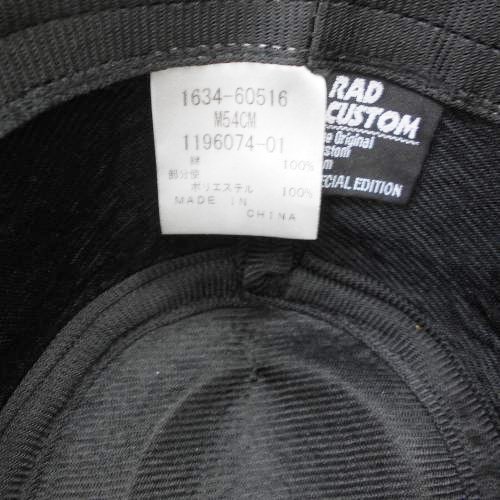 1634-60516
M54CM
1196074-01
綿 100%
部分使
ポリエステル 100%
MADE IN
CHINA
RAD
CUSTOM
Original
SPECIAL EDITION